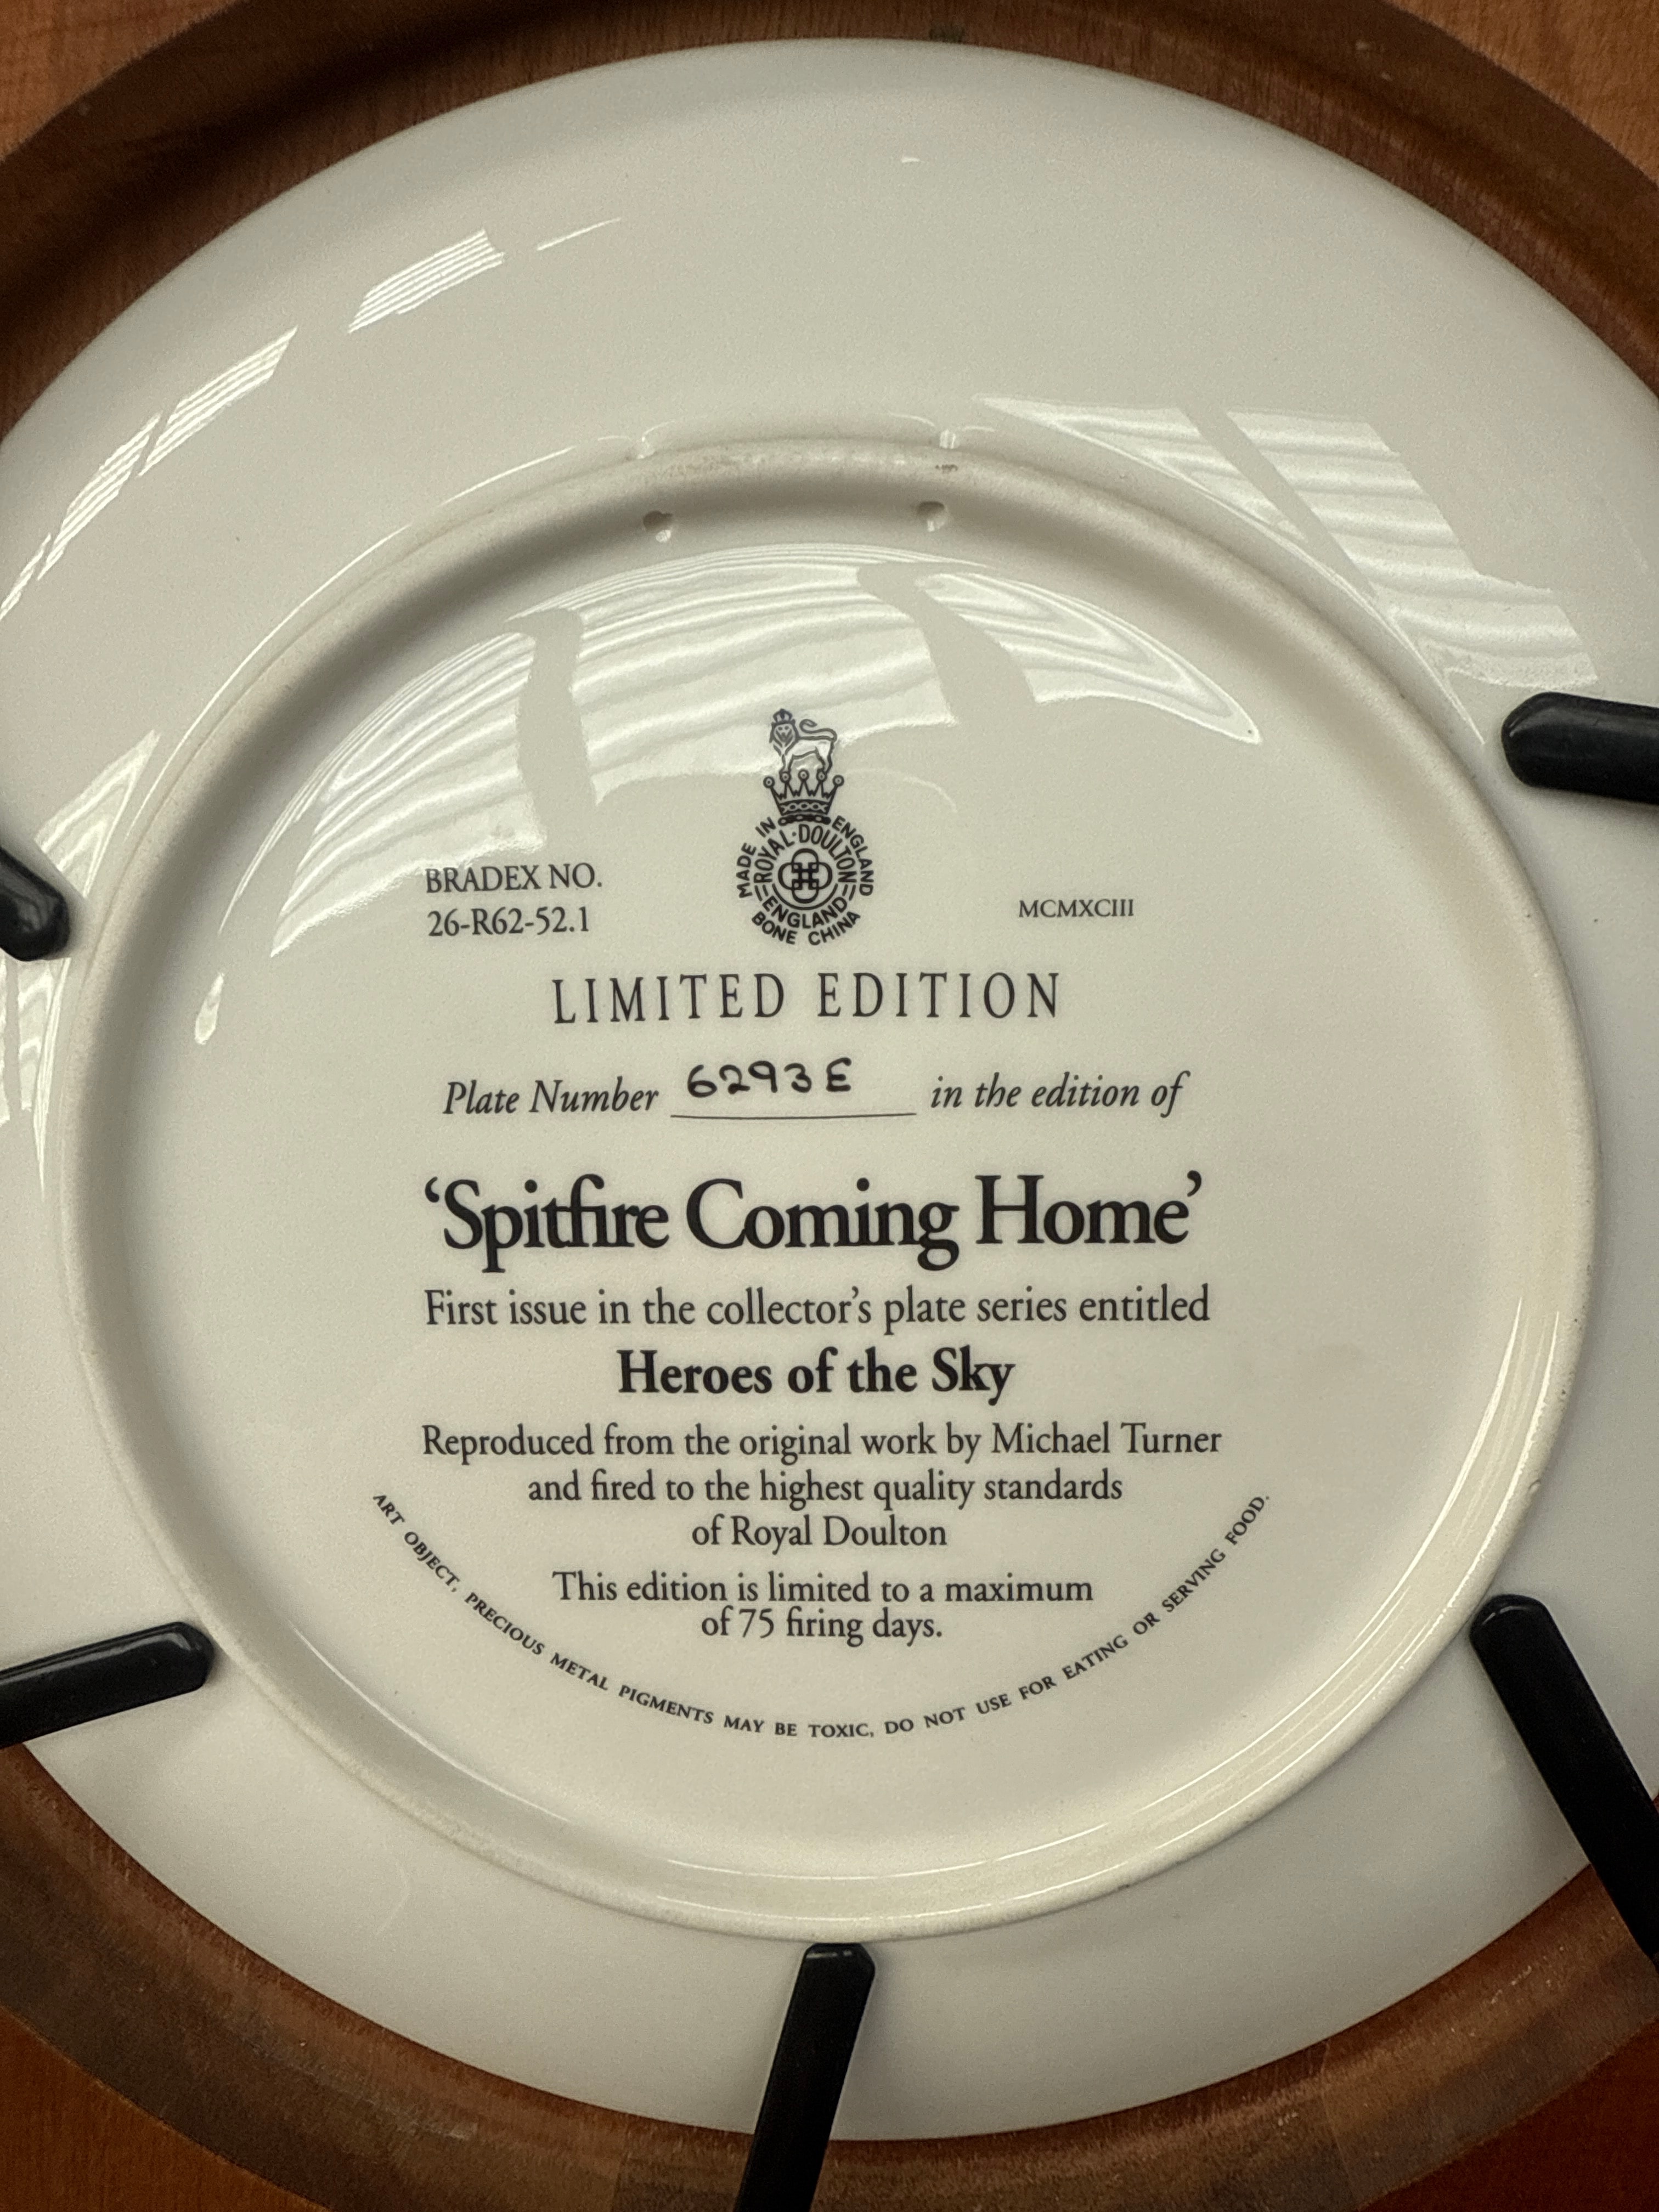 BRADEX NO.
26-R62-52.1
MADE IN ENGLAND
ROYAL·DOULTON
ENGLAND
BONE CHINA
MCMXCIII
LIMITED EDITION
Plate Number 6293E in the edition of
‘Spitfire Coming Home’
First issue in the collector’s plate series entitled
Heroes of the Sky
Reproduced from the original work by Michael Turner
and fired to the highest quality standards
of Royal Doulton
This edition is limited to a maximum
of 75 firing days.
ART OBJECT, PRECIOUS METAL PIGMENTS MAY BE TOXIC, DO NOT USE FOR EATING OR SERVING FOOD.